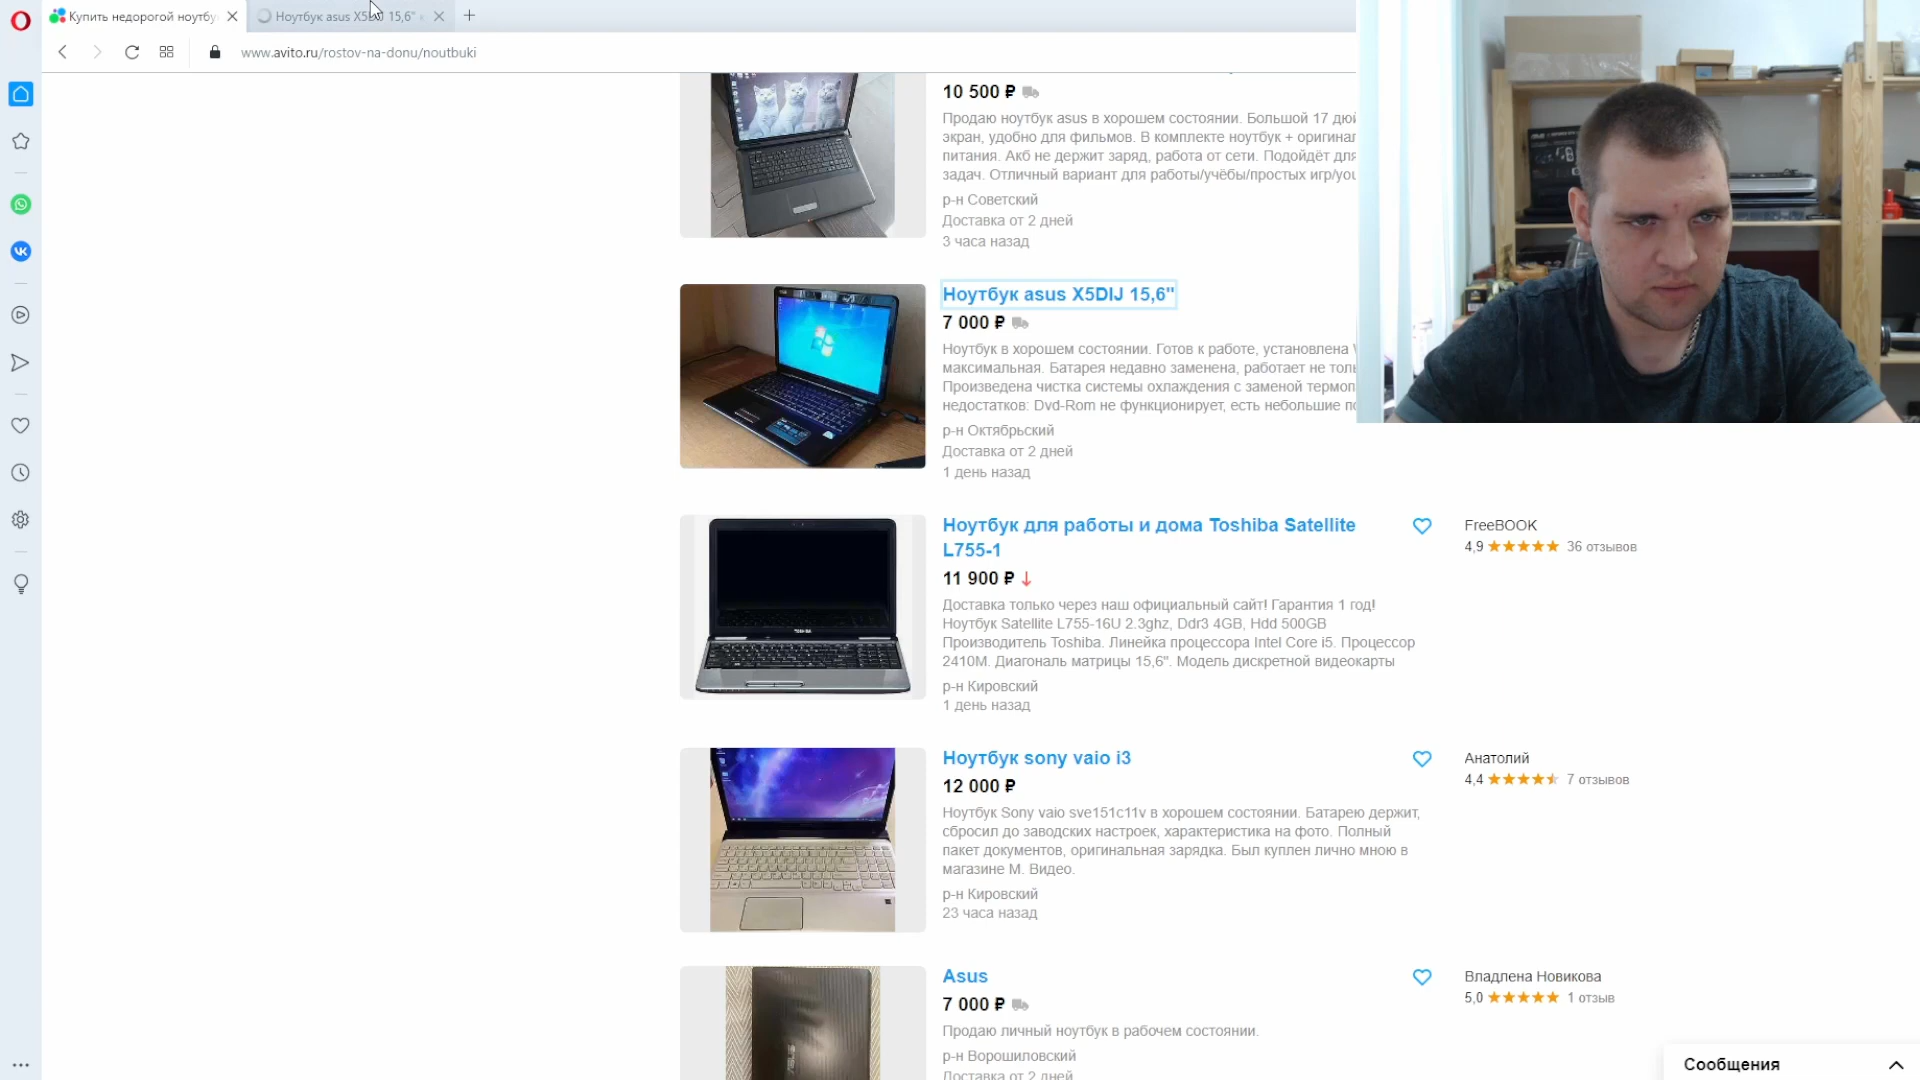 Купить недорогой ноутбу
Ноутбук asus 15,6"
www.avito.ru/rostov-na-donu/noutbuki
10 500 ₽
Продаю ноутбук asus в хорошем состоянии. Большой 17 дюй
экран, удобно для фильмов. В комплекте ноутбук + оригинал
питания. Акб не держит заряд, работа от сети. Подойдёт для
задач. Отличный вариант для работы/учёбы/простых игр/you
р-н Советский
Доставка от 2 дней
3 часа назад
Ноутбук asus X5DIJ 15,6"
7 000 ₽
Ноутбук в хорошем состоянии. Готов к работе, установлена
максимальная. Батарея недавно заменена, работает не толь
Произведена чистка системы охлаждения с заменой термоп
недостатков: Dvd-Rom не функционирует, есть небольшие по
р-н Октябрьский
Доставка от 2 дней
1 день назад
Ноутбук для работы и дома Toshiba Satellite
L755-1
FreeBOOK
4,9 36 отзывов
11 900 ₽
Доставка только через наш официальный сайт! Гарантия 1 год!
Ноутбук Satellite L755-16U 2.3ghz, Ddr3 4GB, Hdd 500GB
Производитель Toshiba. Линейка процессора Intel Core i5. Процессор
2410M. Диагональ матрицы 15,6". Модель дискретной видеокарты
р-н Кировский
1 день назад
Ноутбук sony vaio i3
Анатолий
4,4 7 отзывов
12 000 ₽
Ноутбук Sony vaio sve151c11v в хорошем состоянии. Батарею держит,
сбросил до заводских настроек, характеристика на фото. Полный
пакет документов, оригинальная зарядка. Был куплен лично мною в
магазине М. Видео.
р-н Кировский
23 часа назад
Asus
Владлена Новикова
5,0 1 отзыв
7 000 ₽
Продаю личный ноутбук в рабочем состоянии.
р-н Ворошиловский
Доставка от 2 дней
Сообщения